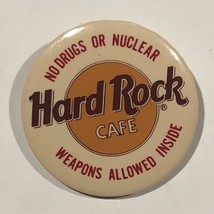 NO DRUGS OR NUCLEAR
Hard Rock ®
CAFE
WEAPONS ALLOWED INSIDE